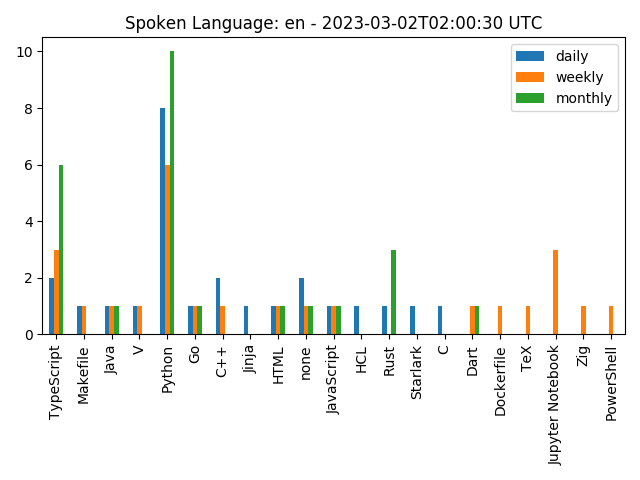 Spoken Language: en - 2023-03-02T02:00:30 UTC
daily
weekly
monthly
10
8
6
4
2
0
TypeScript
Makefile
Java
V
Python
Go
C++
Jinja
HTML
none
JavaScript
HCL
Rust
Starlark
C
Dart
Dockerfile
TeX
Jupyter Notebook
Zig
PowerShell